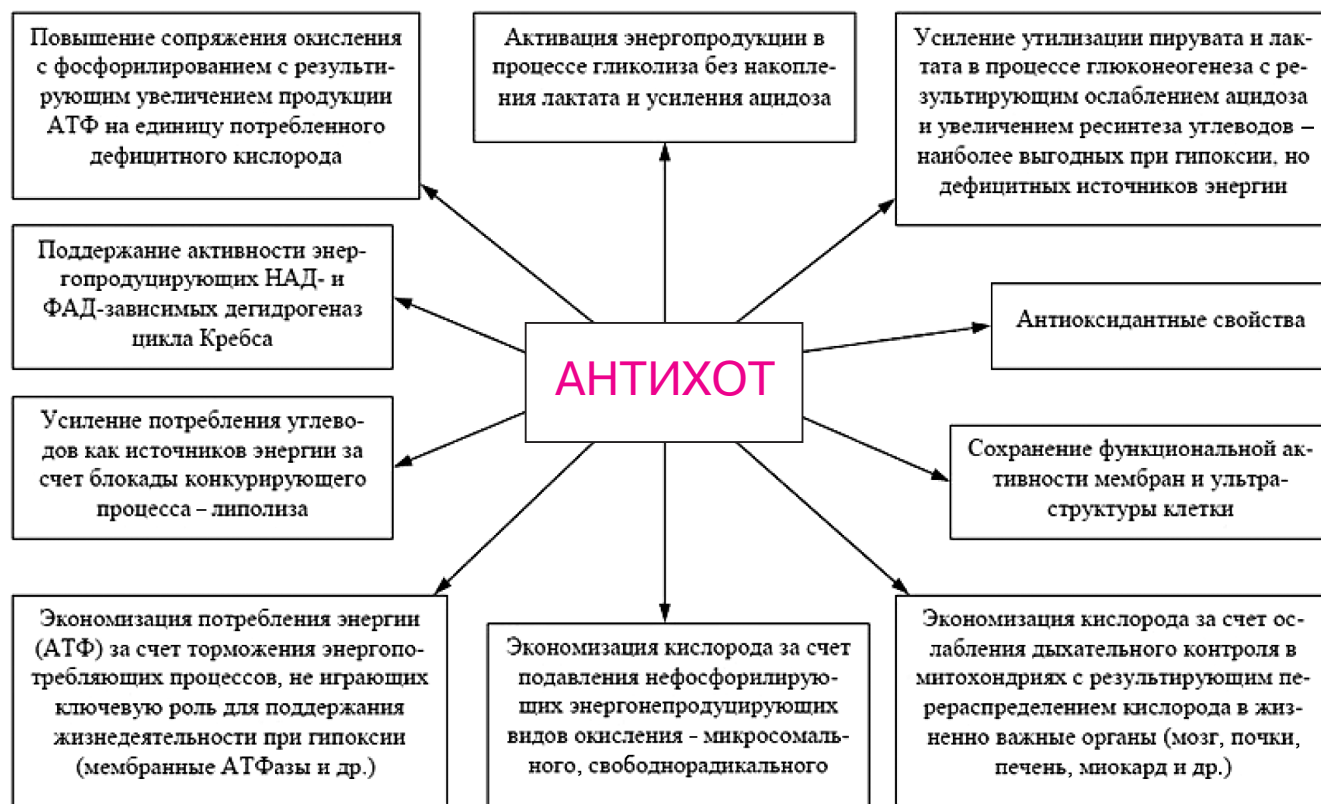 Повышение сопряжения окисления
с фосфорилированием с результи-
рующим увеличением продукции
АТФ на единицу потребленного
дефицитного кислорода
Активация энергопродукции в
процессе гликолиза без накопле-
ния лактата и усиления ацидоза
Усиление утилизации пирувата и лак-
тата в процессе глюконеогенеза с ре-
зультирующим ослаблением ацидоза
и увеличением ресинтеза углеводов –
наиболее выгодных при гипоксии, но
дефицитных источников энергии
Поддержание активности энер-
гопродуцирующих НАД- и
ФАД-зависимых дегидрогеназ
цикла Кребса
Антиоксидантные свойства
АНТИХОТ
Усиление потребления углево-
дов как источников энергии за
счет блокады конкурирующего
процесса – липолиза
Сохранение функциональной ак-
тивности мембран и ультра-
структуры клетки
Экономизация потребления энергии
(АТФ) за счет торможения энергопо-
требляющих процессов, не играющих
ключевую роль для поддержания
жизнедеятельности при гипоксии
(мембранные АТФазы и др.)
Экономизация кислорода за счет
подавления нефосфорилирую-
щих энергонепродуцирующих
видов окисления – микросомаль-
ного, свободнорадикального
Экономизация кислорода за счет ос-
лабления дыхательного контроля в
митохондриях с результирующим пе-
рераспределением кислорода в жиз-
ненно важные органы (мозг, почки,
печень, миокард и др.)